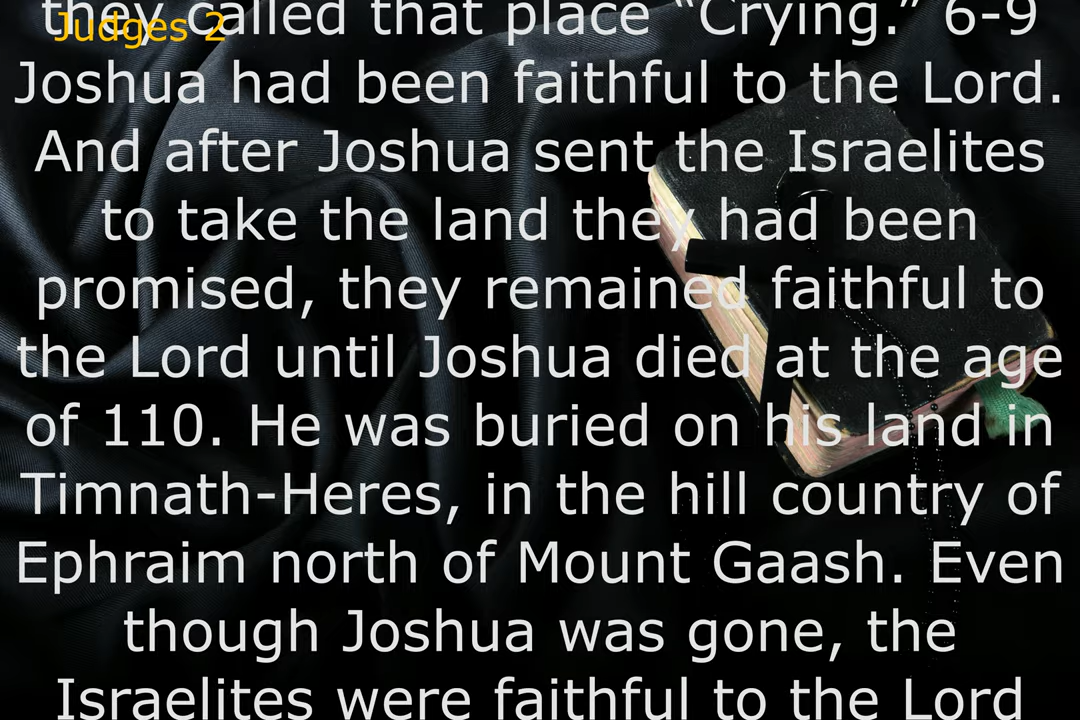 they called that place “Crying.” 6-9
Judges 2
Joshua had been faithful to the Lord.
And after Joshua sent the Israelites
to take the land they had been
promised, they remained faithful to
the Lord until Joshua died at the age
of 110. He was buried on his land in
Timnath-Heres, in the hill country of
Ephraim north of Mount Gaash. Even
though Joshua was gone, the
Israelites were faithful to the Lord